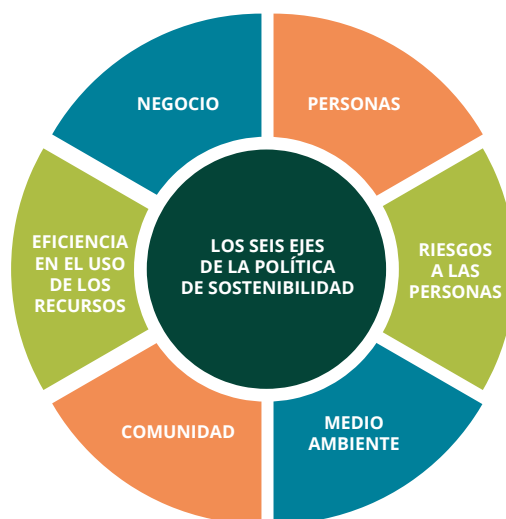 NEGOCIO
PERSONAS
EFICIENCIA
EN EL USO
DE LOS
RECURSOS
LOS SEIS EJES
DE LA POLÍTICA
DE SOSTENIBILIDAD
RIESGOS
A LAS
PERSONAS
COMUNIDAD
MEDIO
AMBIENTE